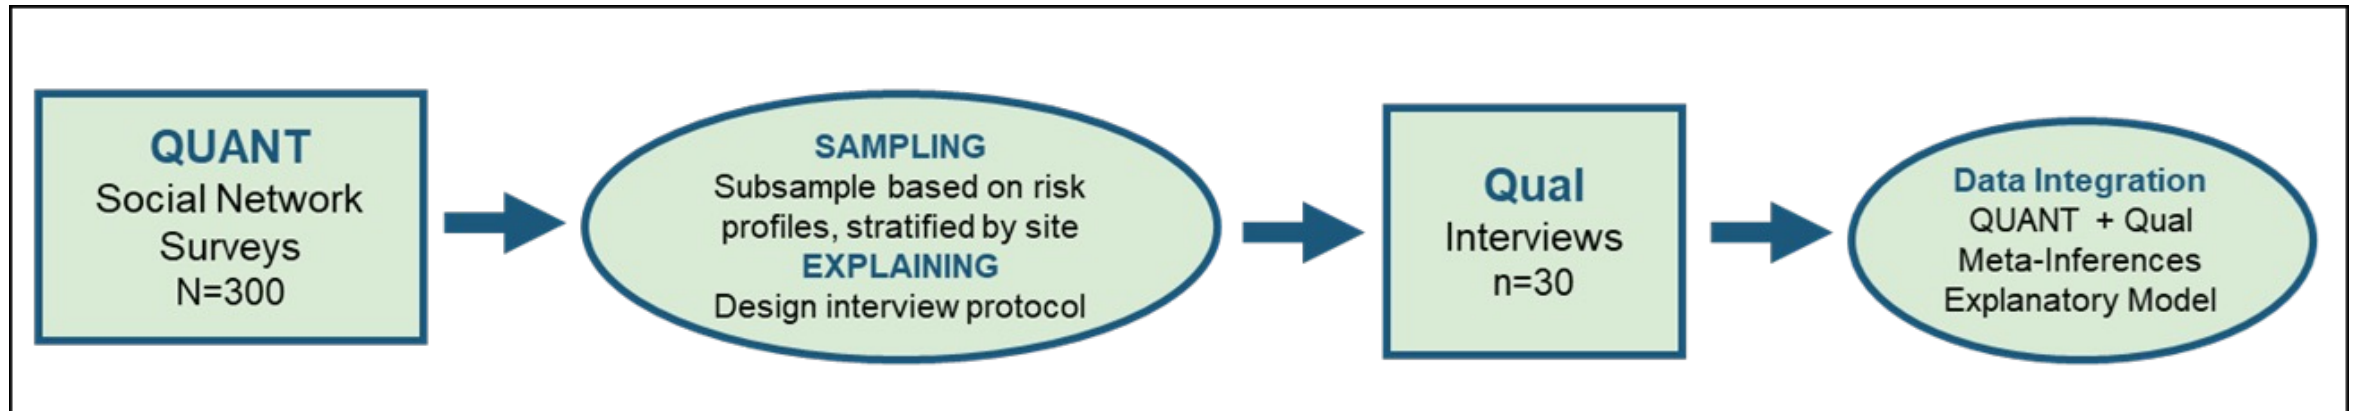 QUANT
Social Network
Surveys
N=300
SAMPLING
Subsample based on risk
profiles, stratified by site
EXPLAINING
Design interview protocol
Qual
Interviews
n=30
Data Integration
QUANT + Qual
Meta-Inferences
Explanatory Model